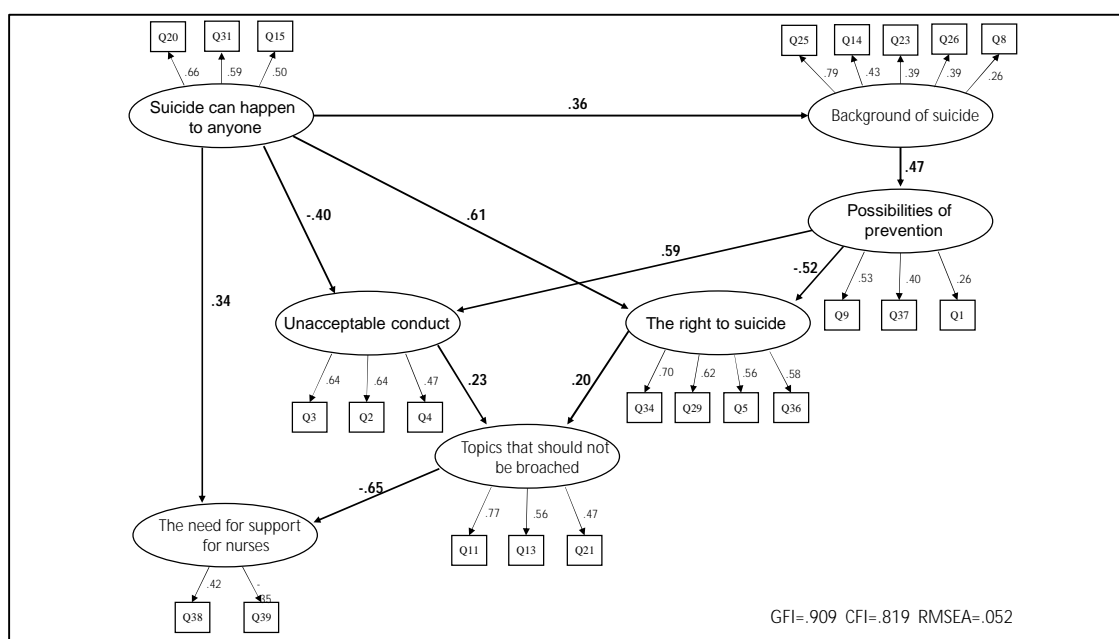 Q20 Q31 Q15
Q25 Q14 Q23 Q26 Q8
.66 .59 .50
.79 .43 .39 .39 .26
Suicide can happen
to anyone
.36
Background of suicide
.47
Possibilities of
prevention
-.40
.61
.59
-.52
.53 .40 .26
.34
Q9 Q37 Q1
Unacceptable conduct
The right to suicide
.64 .64 .47
.23
.20
.70 .62 .56 .58
Q3 Q2 Q4
Q34 Q29 Q5 Q36
Topics that should not
be broached
-.65
.77 .56 .47
The need for support
for nurses
Q11 Q13 Q21
.42
-
.35
Q38 Q39
GFI=.909 CFI=.819 RMSEA=.052